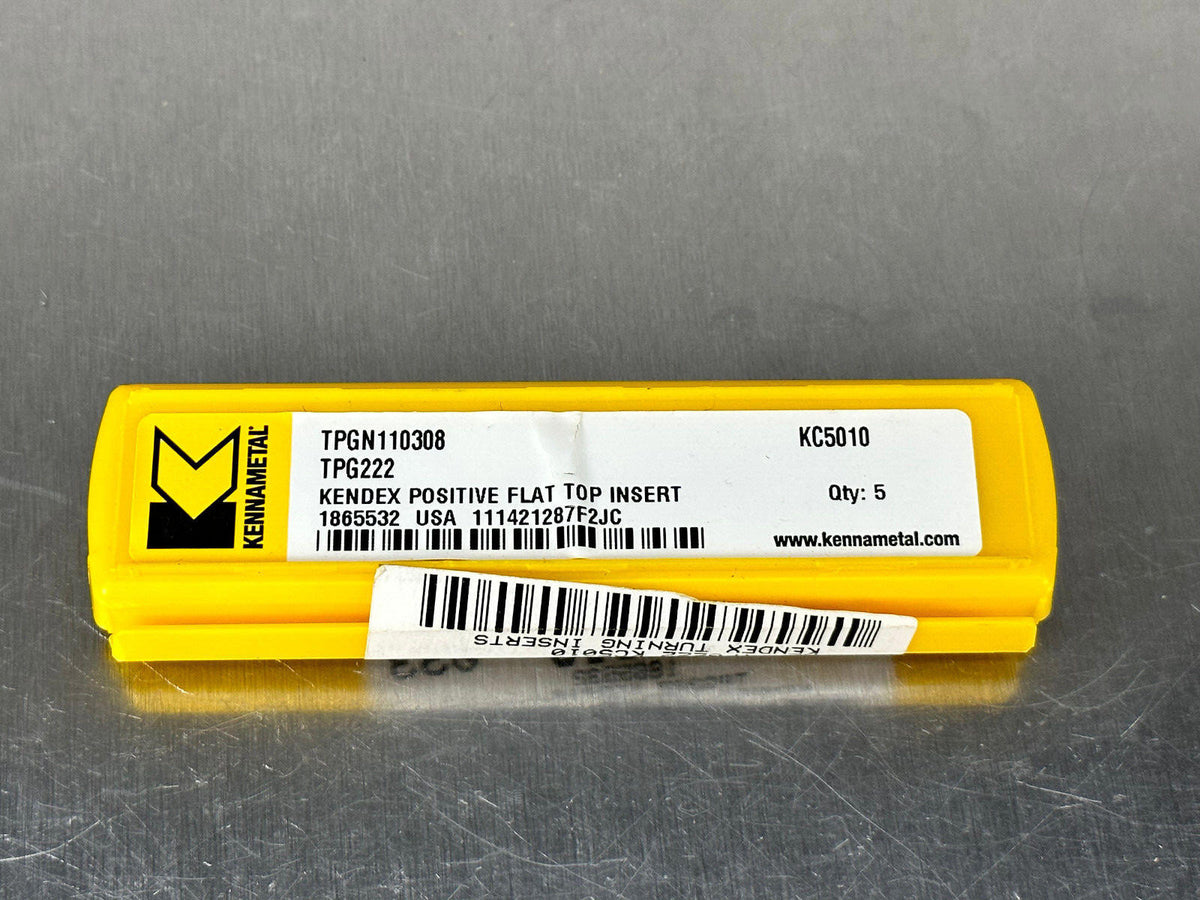 KENNAMETAL
TPGN110308 KC5010
TPG222
KENDEX POSITIVE FLAT TOP INSERT Qty: 5
1865532 USA 111421287F2JC
www.kennametal.com
KC5010
KENDEX TURNING INSERTS